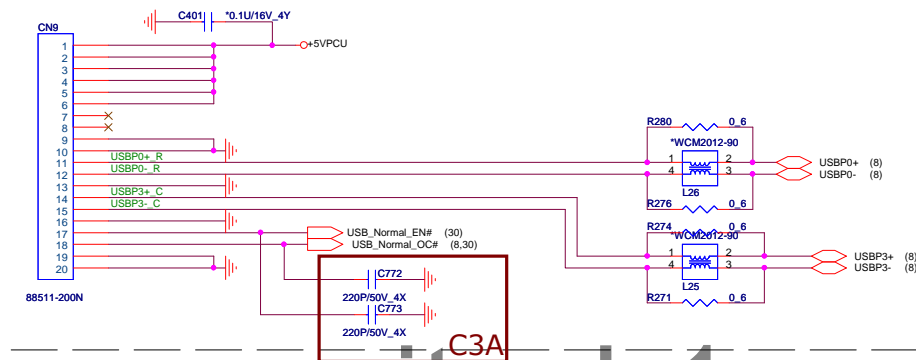 C401 *0.1U/16V_4Y
CN9
+5VPCU
1
2
3
4
5
6
7
8
9
10
11 USBP0+_R
12 USBP0-_R
13
14 USBP3+_C
15 USBP3-_C
16
17
18
19
20
88511-200N
R280 0_6
*WCM2012-90
1 2 USBP0+ (8)
4 3 USBP0- (8)
L26
R276 0_6
R274 0_6
*WCM2012-90
1 2 USBP3+ (8)
4 3 USBP3- (8)
L25
R271 0_6
USB_Normal_EN# (30)
USB_Normal_OC# (8,30)
C772
220P/50V_4X
C773
220P/50V_4X
C3A